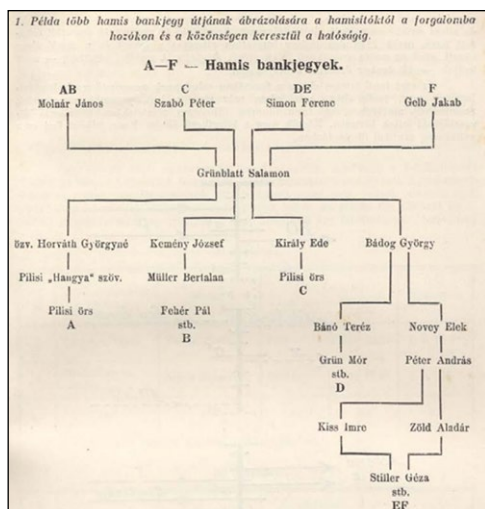 1. Példa több hamis bankjegy útjának ábrázolására a hamisítóktól a forgalomba
hozókon és a közönségen keresztül a hatóságig.
A—F — Hamis bankjegyek.
AB C DE F
Molnár János Szabó Péter Simon Ferenc Gelb Jakab
Grünblatt Salamon
özv. Horváth Györgyné Kemény József Király Ede Bádog György
Pilisi „Hangya" szöv. Müller Bertalan Pilisi örs
C
Pilisi örs Fehér Pál
A stb.
B
Bánó Teréz Novey Elek
Grün Mór Péter András
stb.
D
Kiss Imre Zöld Aladár
Stiller Géza
stb.
EF